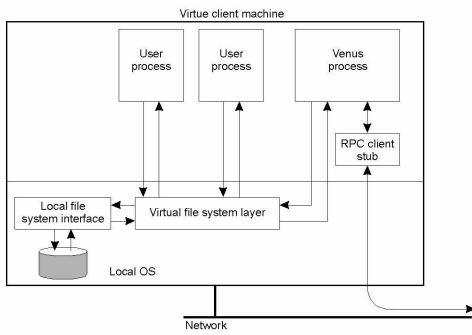 Virtue client machine
User
process
User
process
Venus
process
RPC client
stub
Local file
system interface
Virtual file system layer
Local OS
Network